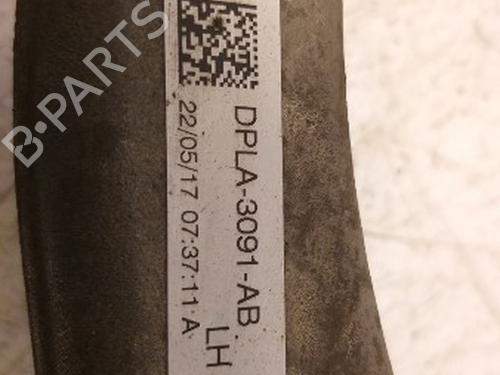 DPLA-3091-AB
LH
22/05/17 07:37:11 A
B-PARTS